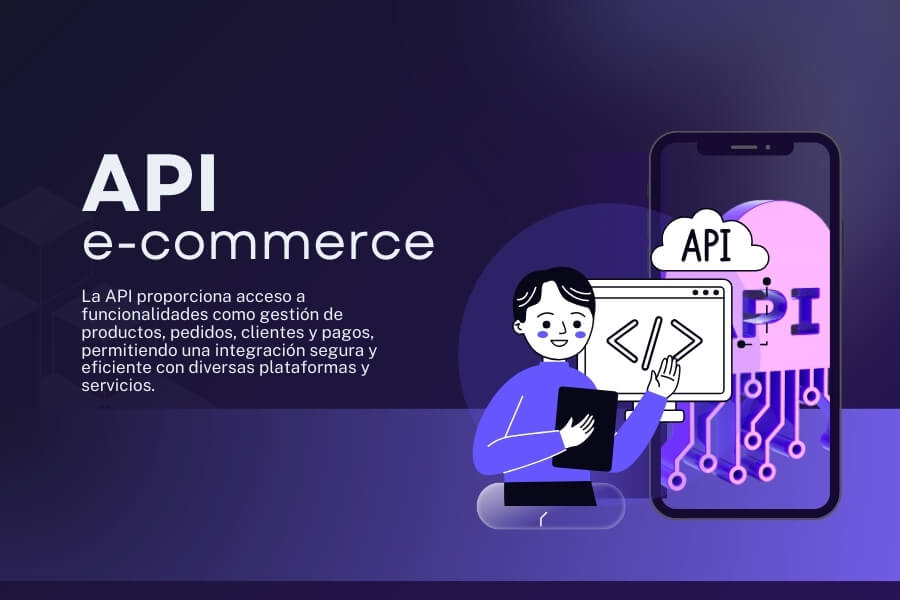 API
e-commerce
La API proporciona acceso a
funcionalidades como gestión de
productos, pedidos, clientes y pagos,
permitiendo una integración segura y
eficiente con diversas plataformas y
servicios.
API
</>
API